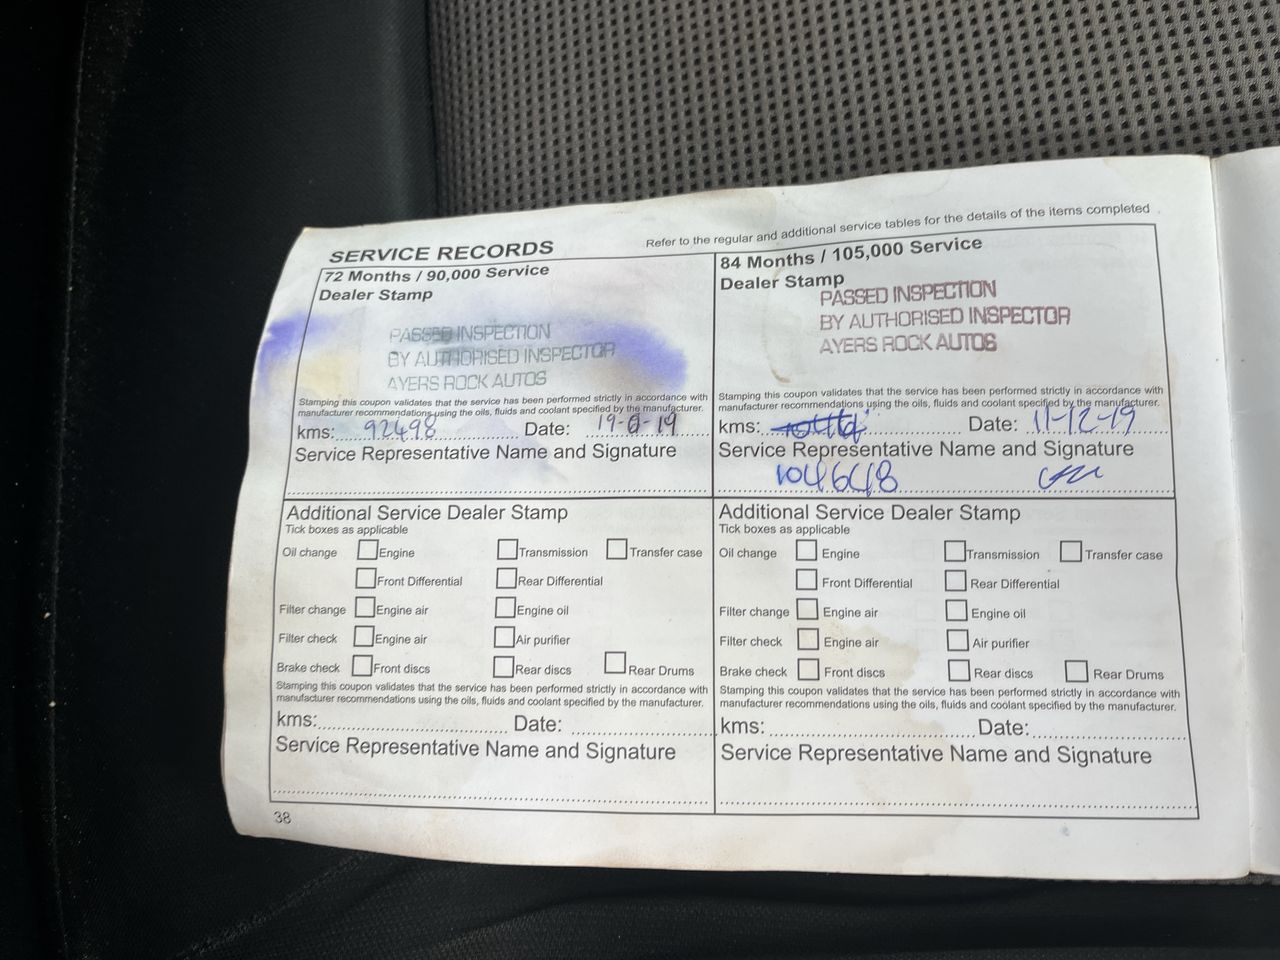 SERVICE RECORDS
Refer to the regular and additional service tables for the details of the items completed
72 Months / 90,000 Service
Dealer Stamp
PASSED INSPECTION
BY AUTHORISED INSPECTOR
AYERS ROCK AUTOS
Stamping this coupon validates that the service has been performed strictly in accordance with
manufacturer recommendations using the oils, fluids and coolant specified by the manufacturer.
kms: 92498 Date: 19-6-19
Service Representative Name and Signature
Additional Service Dealer Stamp
Tick boxes as applicable
Oil change Engine Transmission Transfer case
Front Differential Rear Differential
Filter change Engine air Engine oil
Filter check Engine air Air purifier
Brake check Front discs Rear discs Rear Drums
Stamping this coupon validates that the service has been performed strictly in accordance with
manufacturer recommendations using the oils, fluids and coolant specified by the manufacturer.
kms: Date:
Service Representative Name and Signature
38
84 Months / 105,000 Service
Dealer Stamp
PASSED INSPECTION
BY AUTHORISED INSPECTOR
AYERS ROCK AUTOS
Stamping this coupon validates that the service has been performed strictly in accordance with
manufacturer recommendations using the oils, fluids and coolant specified by the manufacturer.
kms: Date: 11-12-19
Service Representative Name and Signature
104648
Additional Service Dealer Stamp
Tick boxes as applicable
Oil change Engine Transmission Transfer case
Front Differential Rear Differential
Filter change Engine air Engine oil
Filter check Engine air Air purifier
Brake check Front discs Rear discs Rear Drums
Stamping this coupon validates that the service has been performed strictly in accordance with
manufacturer recommendations using the oils, fluids and coolant specified by the manufacturer.
kms: Date:
Service Representative Name and Signature